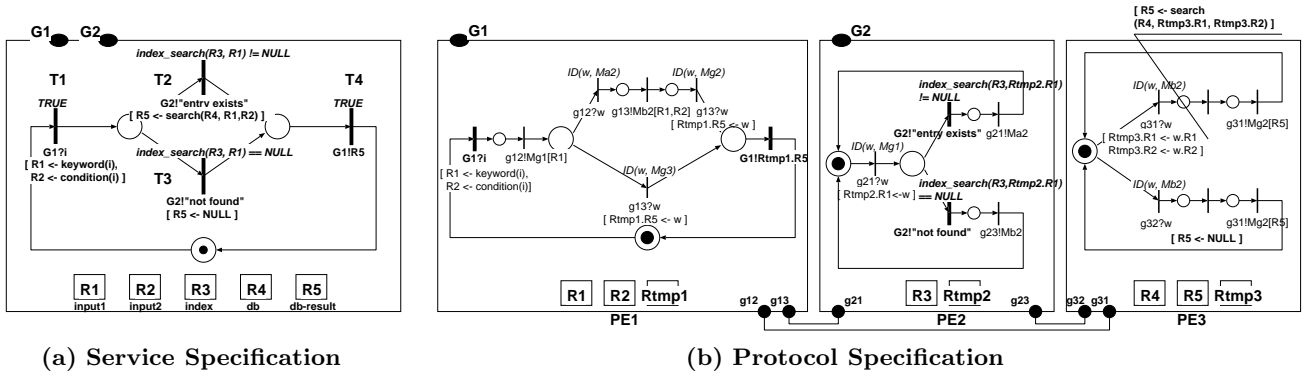 G1 G2
index_search(R3, R1) != NULL
T1 T2 T4
TRUE TRUE
G2!"entry exists"
[ R5 <- search(R4, R1,R2) ]
index_search(R3, R1) == NULL
G1?i G1!R5
[ R1 <- keyword(i),
R2 <- condition(i) ]
T3
G2!"not found"
[ R5 <- NULL ]
R1 R2 R3 R4 R5
input1 input2 index db db-result
(a) Service Specification
G1
ID(w, Ma2) ID(w, Mg2)
g12?w g13!Mb2[R1,R2] g13?w
[ Rtmp1.R5 <- w ]
G1?i g12!Mg1[R1] G1!Rtmp1.R5
[ R1 <- keyword(i),
R2 <- condition(i)]
ID(w, Mg3)
g13?w
[ Rtmp1.R5 <- w ]
R1 R2 Rtmp1
g12 g13
PE1
G2
index_search(R3,Rtmp2.R1)
!= NULL
G2!"entry exists" g21!Ma2
ID(w, Mg1)
g21?w
[ Rtmp2.R1<-w ]
index_search(R3,Rtmp2.R1)
== NULL
G2!"not found" g23!Mb2
R3 Rtmp2
g21 g23
PE2
[ R5 <- search
(R4, Rtmp3.R1, Rtmp3.R2) ]
ID(w, Mb2)
g31?w g31!Mg2[R5]
[ Rtmp3.R1 <- w.R1
Rtmp3.R2 <- w.R2 ]
ID(w, Mb2)
g32?w g31!Mg2[R5]
[ R5 <- NULL ]
R4 R5 Rtmp3
g32 g31
PE3
(b) Protocol Specification